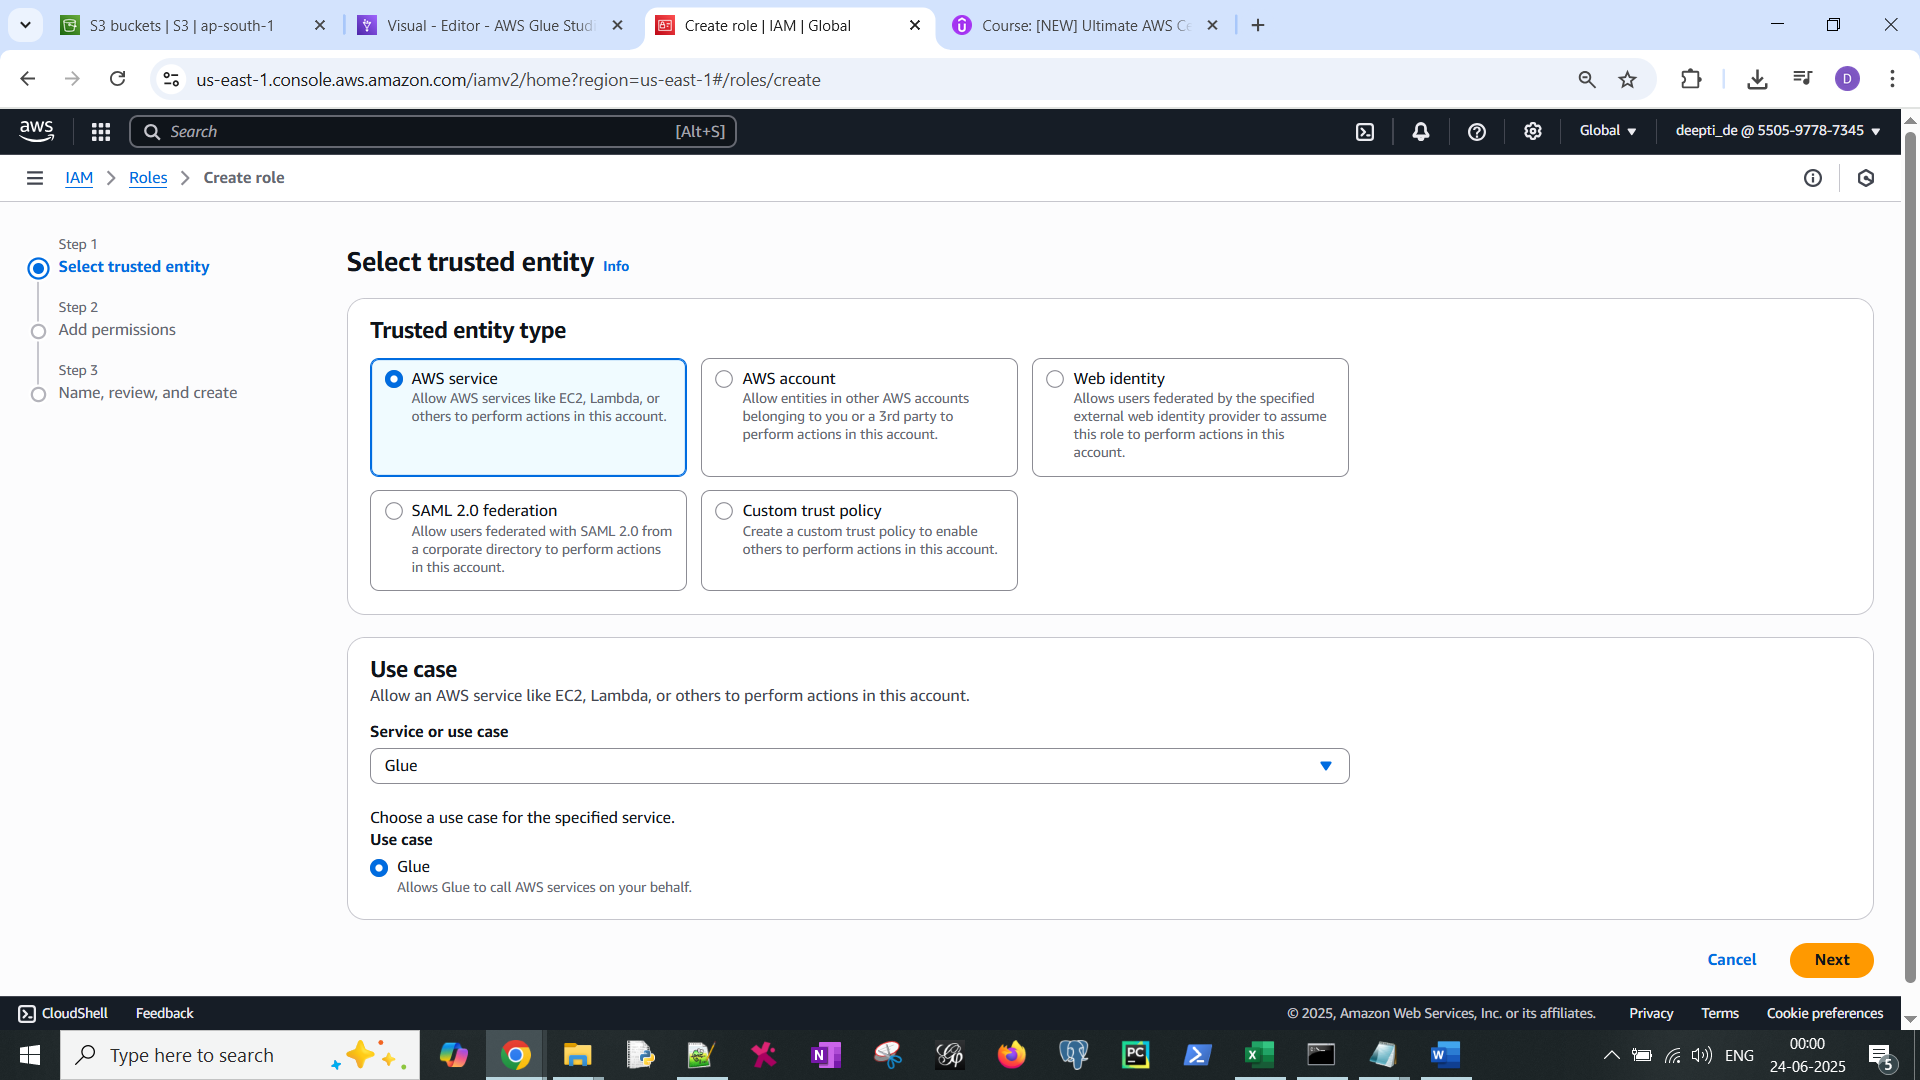 S3 buckets | S3 | ap-south-1
Visual - Editor - AWS Glue Studi
Create role | IAM | Global
Course: [NEW] Ultimate AWS Ce
us-east-1.console.aws.amazon.com/iamv2/home?region=us-east-1#/roles/create
D
aws
Search
[Alt+S]
Global
deepti_de @ 5505-9778-7345
IAM
Roles
Create role
Step 1
Select trusted entity
Step 2
Add permissions
Step 3
Name, review, and create
Select trusted entity Info
Trusted entity type
AWS service
Allow AWS services like EC2, Lambda, or
others to perform actions in this account.
AWS account
Allow entities in other AWS accounts
belonging to you or a 3rd party to
perform actions in this account.
Web identity
Allows users federated by the specified
external web identity provider to assume
this role to perform actions in this
account.
SAML 2.0 federation
Allow users federated with SAML 2.0 from
a corporate directory to perform actions
in this account.
Custom trust policy
Create a custom trust policy to enable
others to perform actions in this account.
Use case
Allow an AWS service like EC2, Lambda, or others to perform actions in this account.
Service or use case
Glue
Choose a use case for the specified service.
Use case
Glue
Allows Glue to call AWS services on your behalf.
Cancel
Next
CloudShell
Feedback
© 2025, Amazon Web Services, Inc. or its affiliates.
Privacy
Terms
Cookie preferences
Type here to search
ENG
00:00
24-06-2025
5